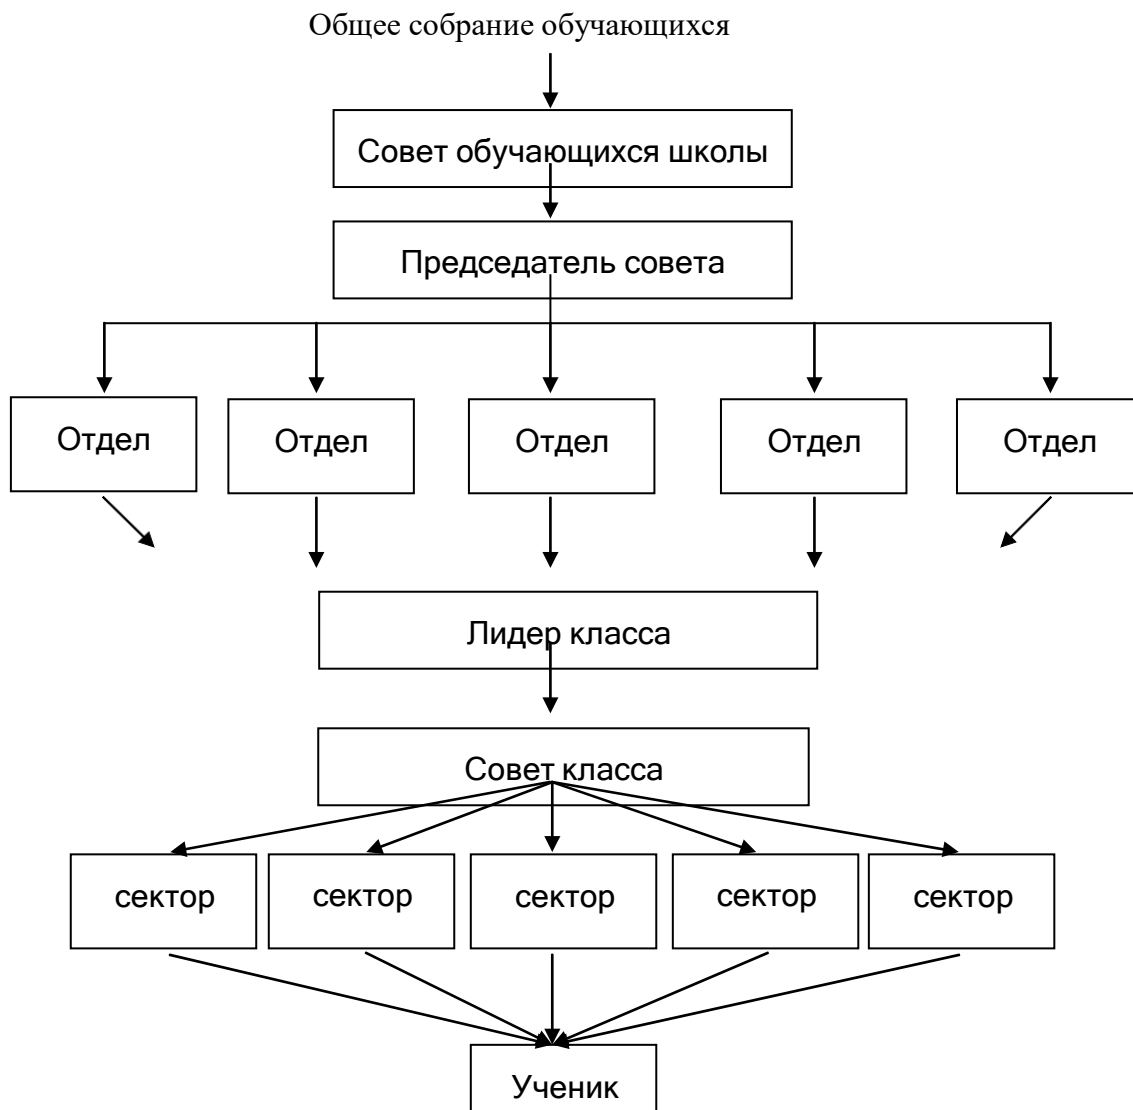 Общее собрание обучающихся
Совет обучающихся школы
Председатель совета
Отдел
Отдел
Отдел
Отдел
Отдел
Лидер класса
Совет класса
сектор
сектор
сектор
сектор
сектор
Ученик